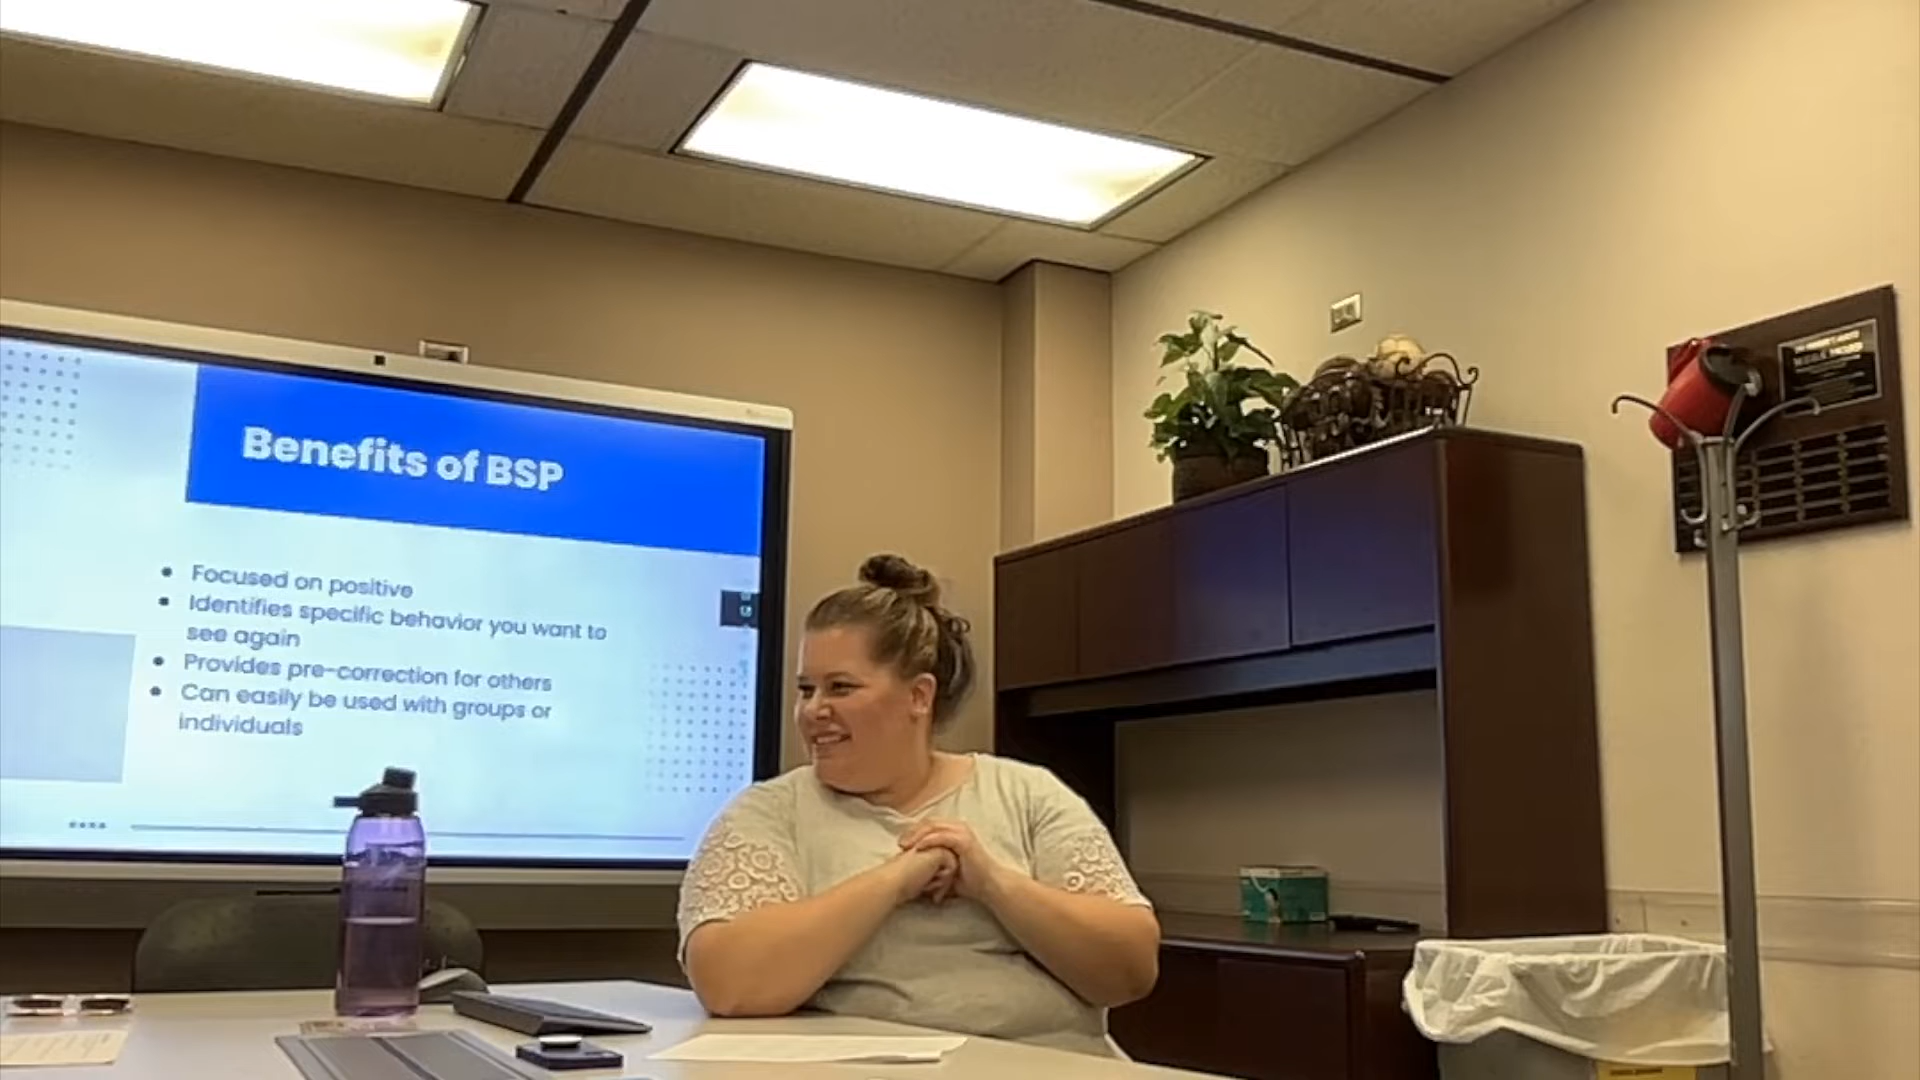 Benefits of BSP
Focused on positive
Identifies specific behavior you want to
see again
Provides pre-correction for others
Can easily be used with groups or
individuals